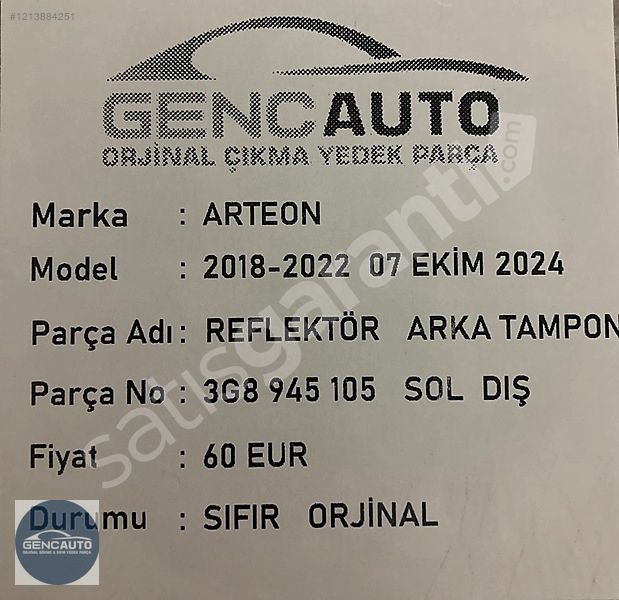 #1213884251
GENCAUTO
ORJİNAL ÇIKMA YEDEK PARÇA
Marka : ARTEON
Model : 2018-2022 07 EKİM 2024
Parça Adı : REFLEKTÖR ARKA TAMPON
Parça No : 3G8 945 105 SOL DIŞ
Fiyat : 60 EUR
Durumu : SIFIR ORJİNAL
satisgaranti.com
GENCAUTO